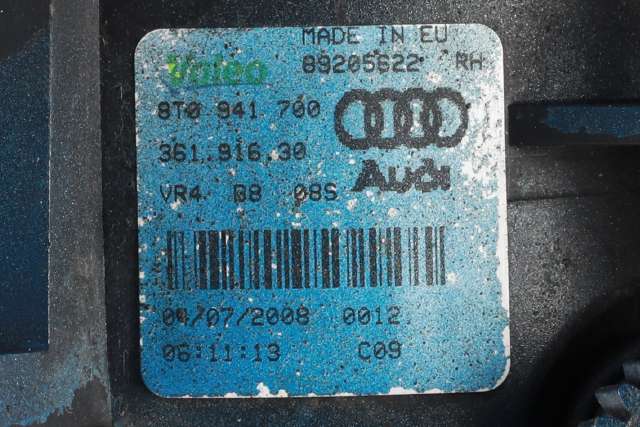 MADE IN EU
Valeo 89205622 RH
8T0 941 700
361.916.30 Audi
VR4 B8 08S
04/07/2008 0012
06:11:13 C09